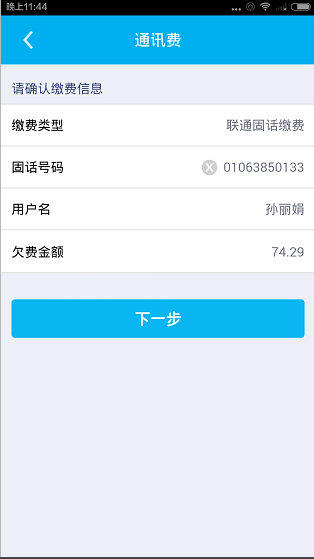 晚上11:44
通讯费
请确认缴费信息
缴费类型 联通固话缴费
固话号码 01063850133
用户名 孙丽娟
欠费金额 74.29
下一步